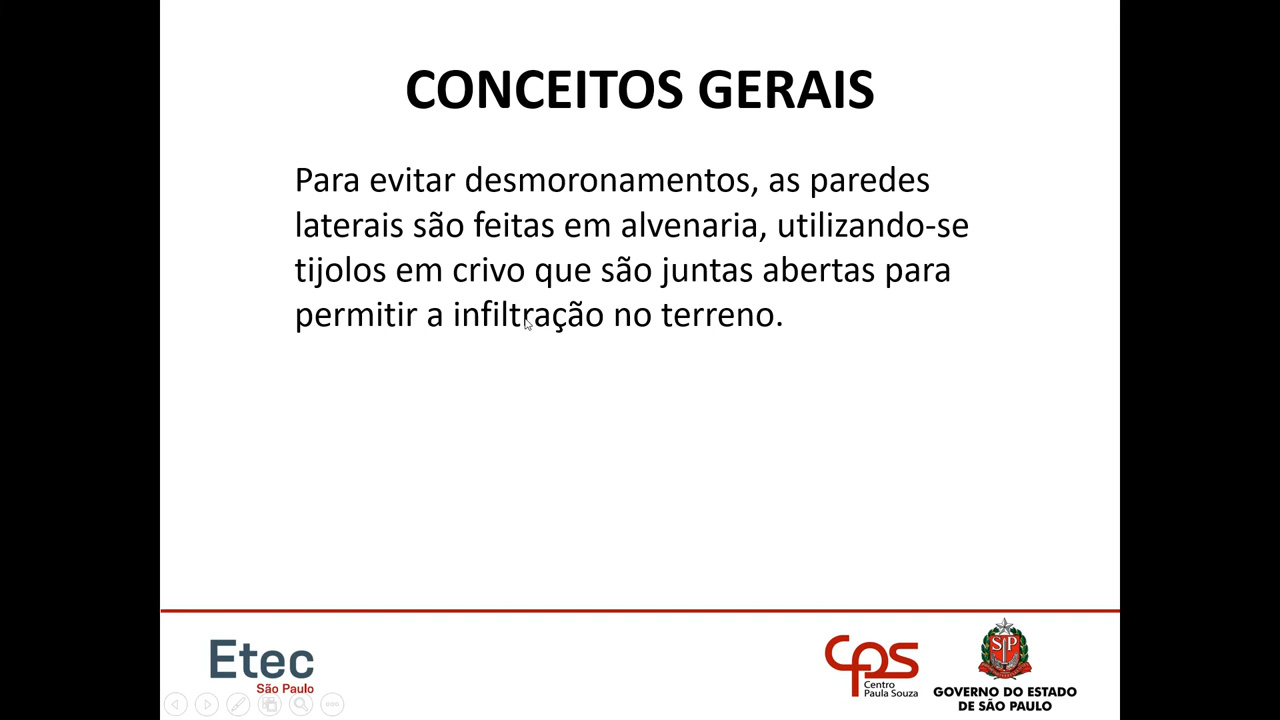 CONCEITOS GERAIS
Para evitar desmoronamentos, as paredes
laterais são feitas em alvenaria, utilizando-se
tijolos em crivo que são juntas abertas para
permitir a infiltração no terreno.
Etec
São Paulo
cps
Centro
Paula Souza
SP
GOVERNO DO ESTADO
DE SÃO PAULO